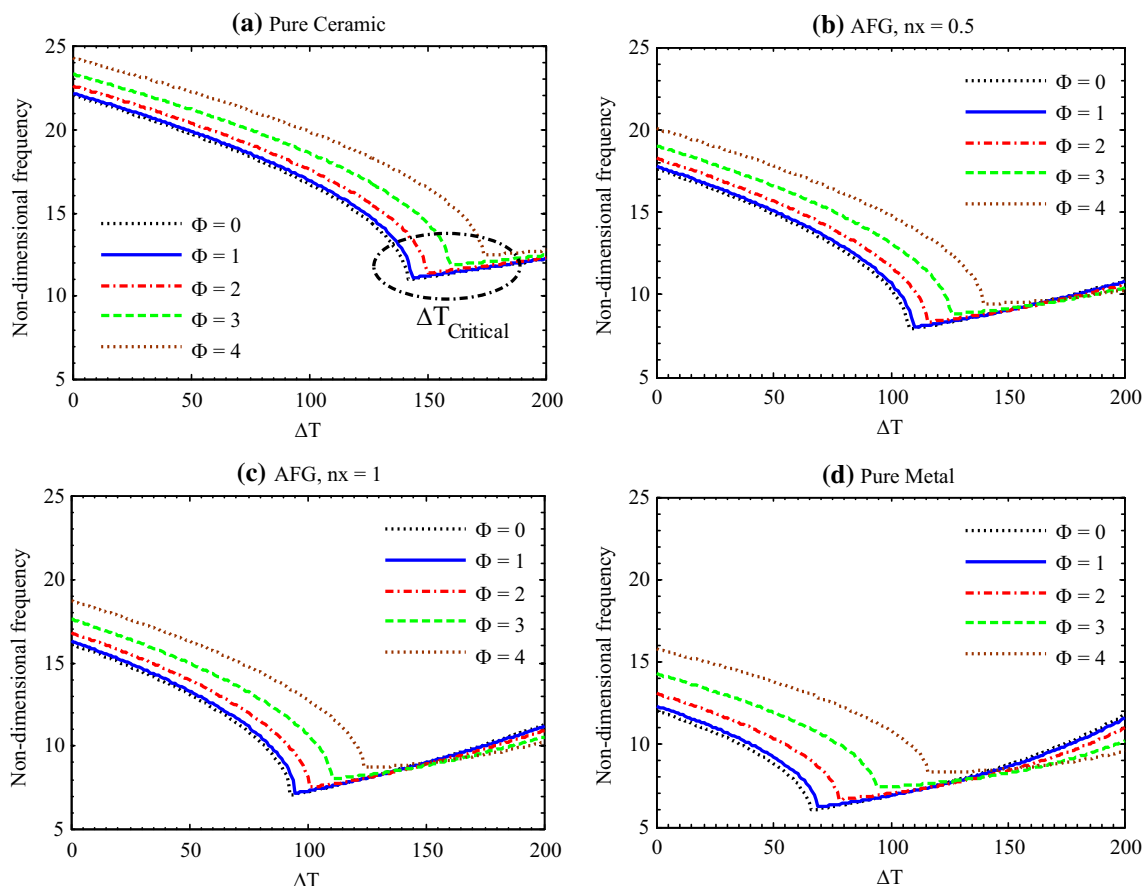 (a) Pure Ceramic
Non-dimensional frequency
25
20
15
10
5
Φ = 0
Φ = 1
Φ = 2
Φ = 3
Φ = 4
ΔT_Critical
0
50
100
150
200
ΔT
(b) AFG, nx = 0.5
Non-dimensional frequency
25
20
15
10
5
Φ = 0
Φ = 1
Φ = 2
Φ = 3
Φ = 4
0
50
100
150
200
ΔT
(c) AFG, nx = 1
Non-dimensional frequency
25
20
15
10
5
Φ = 0
Φ = 1
Φ = 2
Φ = 3
Φ = 4
0
50
100
150
200
ΔT
(d) Pure Metal
Non-dimensional frequency
25
20
15
10
5
Φ = 0
Φ = 1
Φ = 2
Φ = 3
Φ = 4
0
50
100
150
200
ΔT